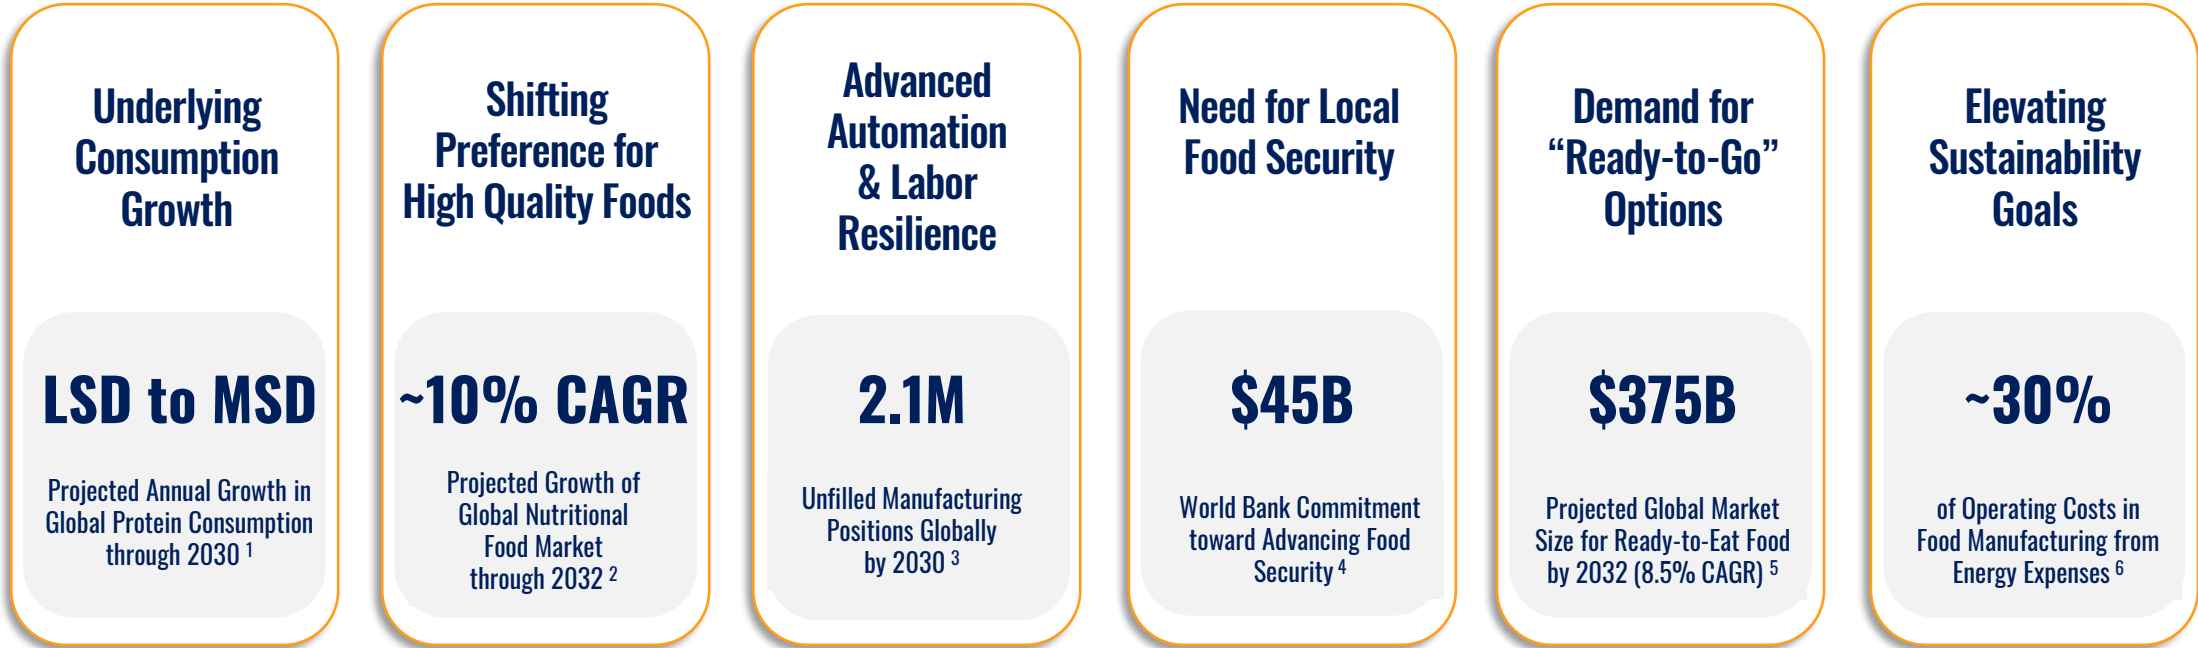 Underlying
Consumption
Growth
LSD to MSD
Projected Annual Growth in
Global Protein Consumption
through 2030 1
Shifting
Preference for
High Quality Foods
~10% CAGR
Projected Growth of
Global Nutritional
Food Market
through 2032 2
Advanced
Automation
& Labor
Resilience
2.1M
Unfilled Manufacturing
Positions Globally
by 2030 3
Need for Local
Food Security
$45B
World Bank Commitment
toward Advancing Food
Security 4
Demand for
“Ready-to-Go”
Options
$375B
Projected Global Market
Size for Ready-to-Eat Food
by 2032 (8.5% CAGR) 5
Elevating
Sustainability
Goals
~30%
of Operating Costs in
Food Manufacturing from
Energy Expenses 6